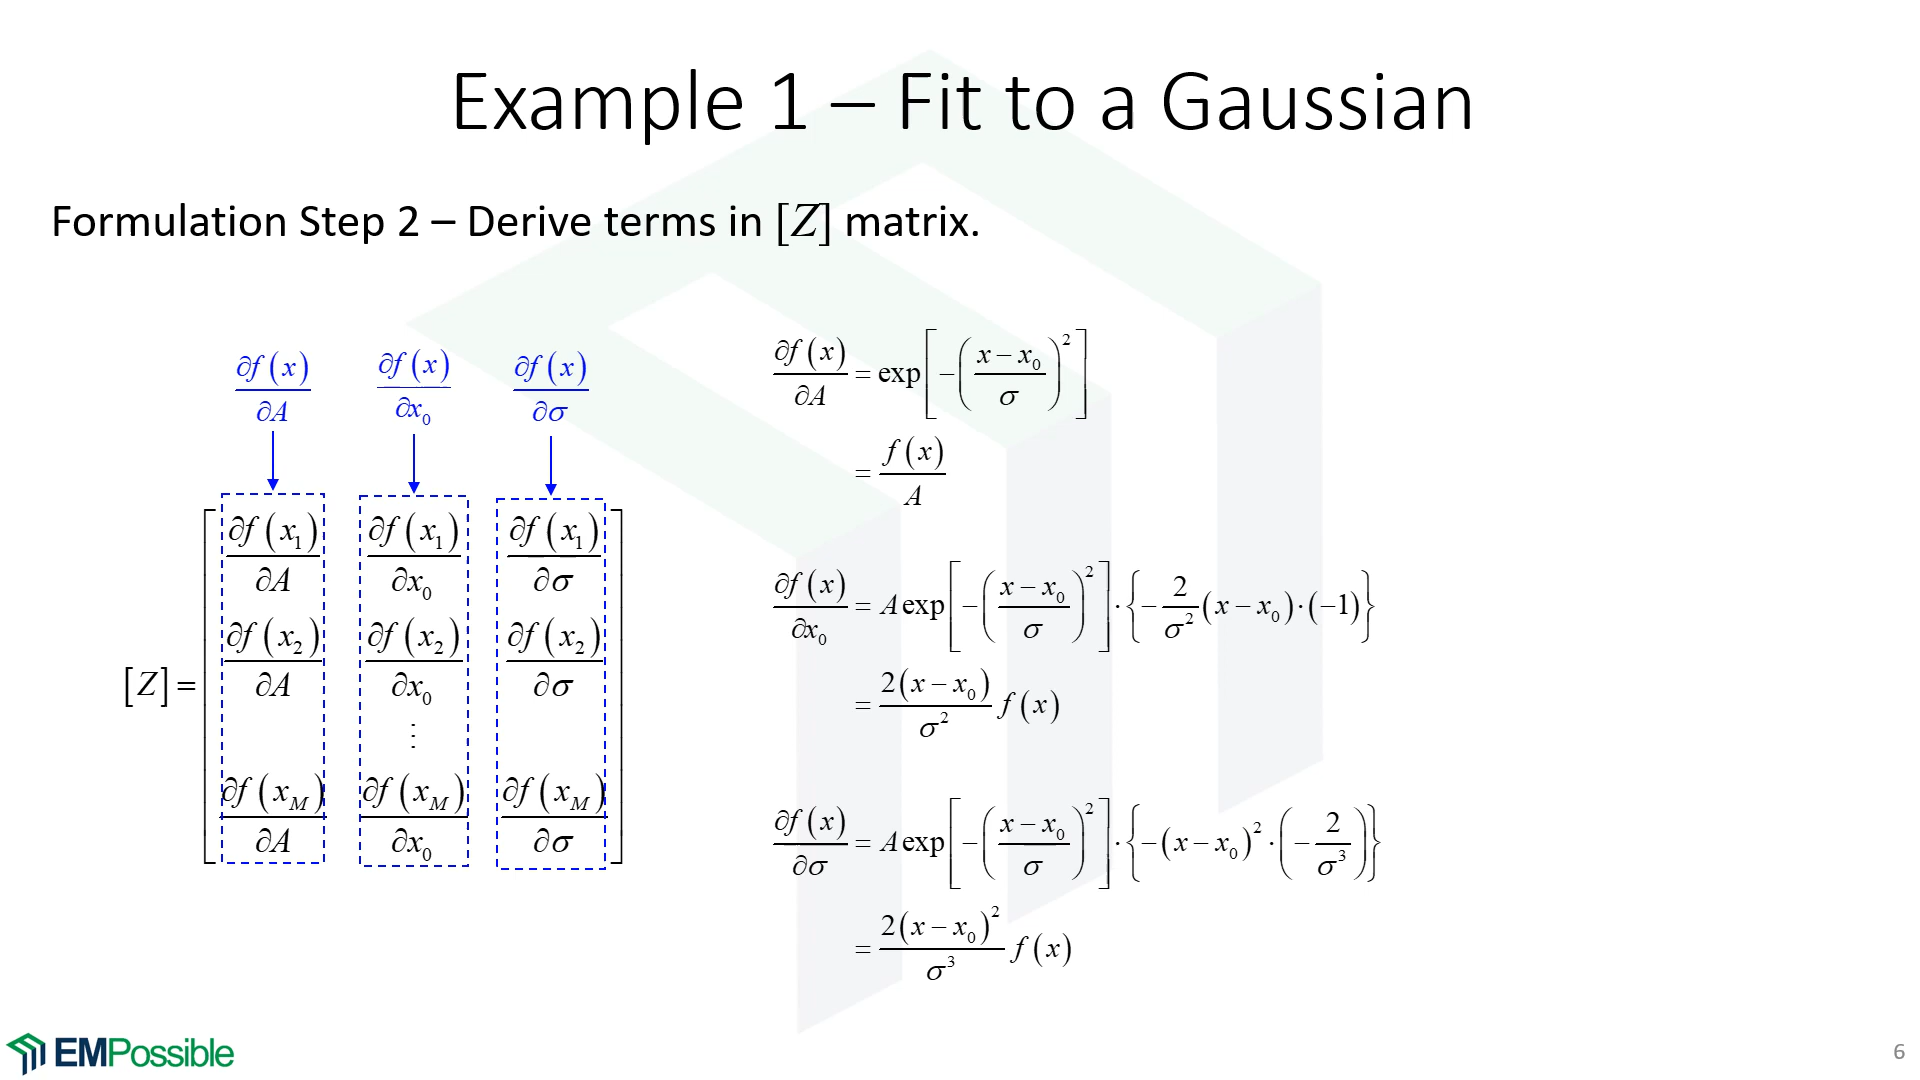 Example 1 – Fit to a Gaussian
Formulation Step 2 – Derive terms in [Z] matrix.
∂f(x)/∂A ∂f(x)/∂x₀ ∂f(x)/∂σ
[Z] = [
∂f(x₁)/∂A ∂f(x₁)/∂x₀ ∂f(x₁)/∂σ
∂f(x₂)/∂A ∂f(x₂)/∂x₀ ∂f(x₂)/∂σ
⋮
∂f(x_M)/∂A ∂f(x_M)/∂x₀ ∂f(x_M)/∂σ
]
∂f(x)/∂A = exp[−((x−x₀)/σ)²]
= f(x)/A
∂f(x)/∂x₀ = A exp[−((x−x₀)/σ)²]·{−2/σ²(x−x₀)·(−1)}
= 2(x−x₀)/σ² f(x)
∂f(x)/∂σ = A exp[−((x−x₀)/σ)²]·{−(x−x₀)²·(−2/σ³)}
= 2(x−x₀)²/σ³ f(x)
EMPossible
6